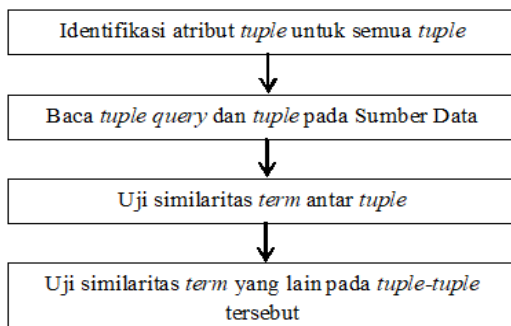 Identifikasi atribut tuple untuk semua tuple
Baca tuple query dan tuple pada Sumber Data
Uji similaritas term antar tuple
Uji similaritas term yang lain pada tuple-tuple
tersebut